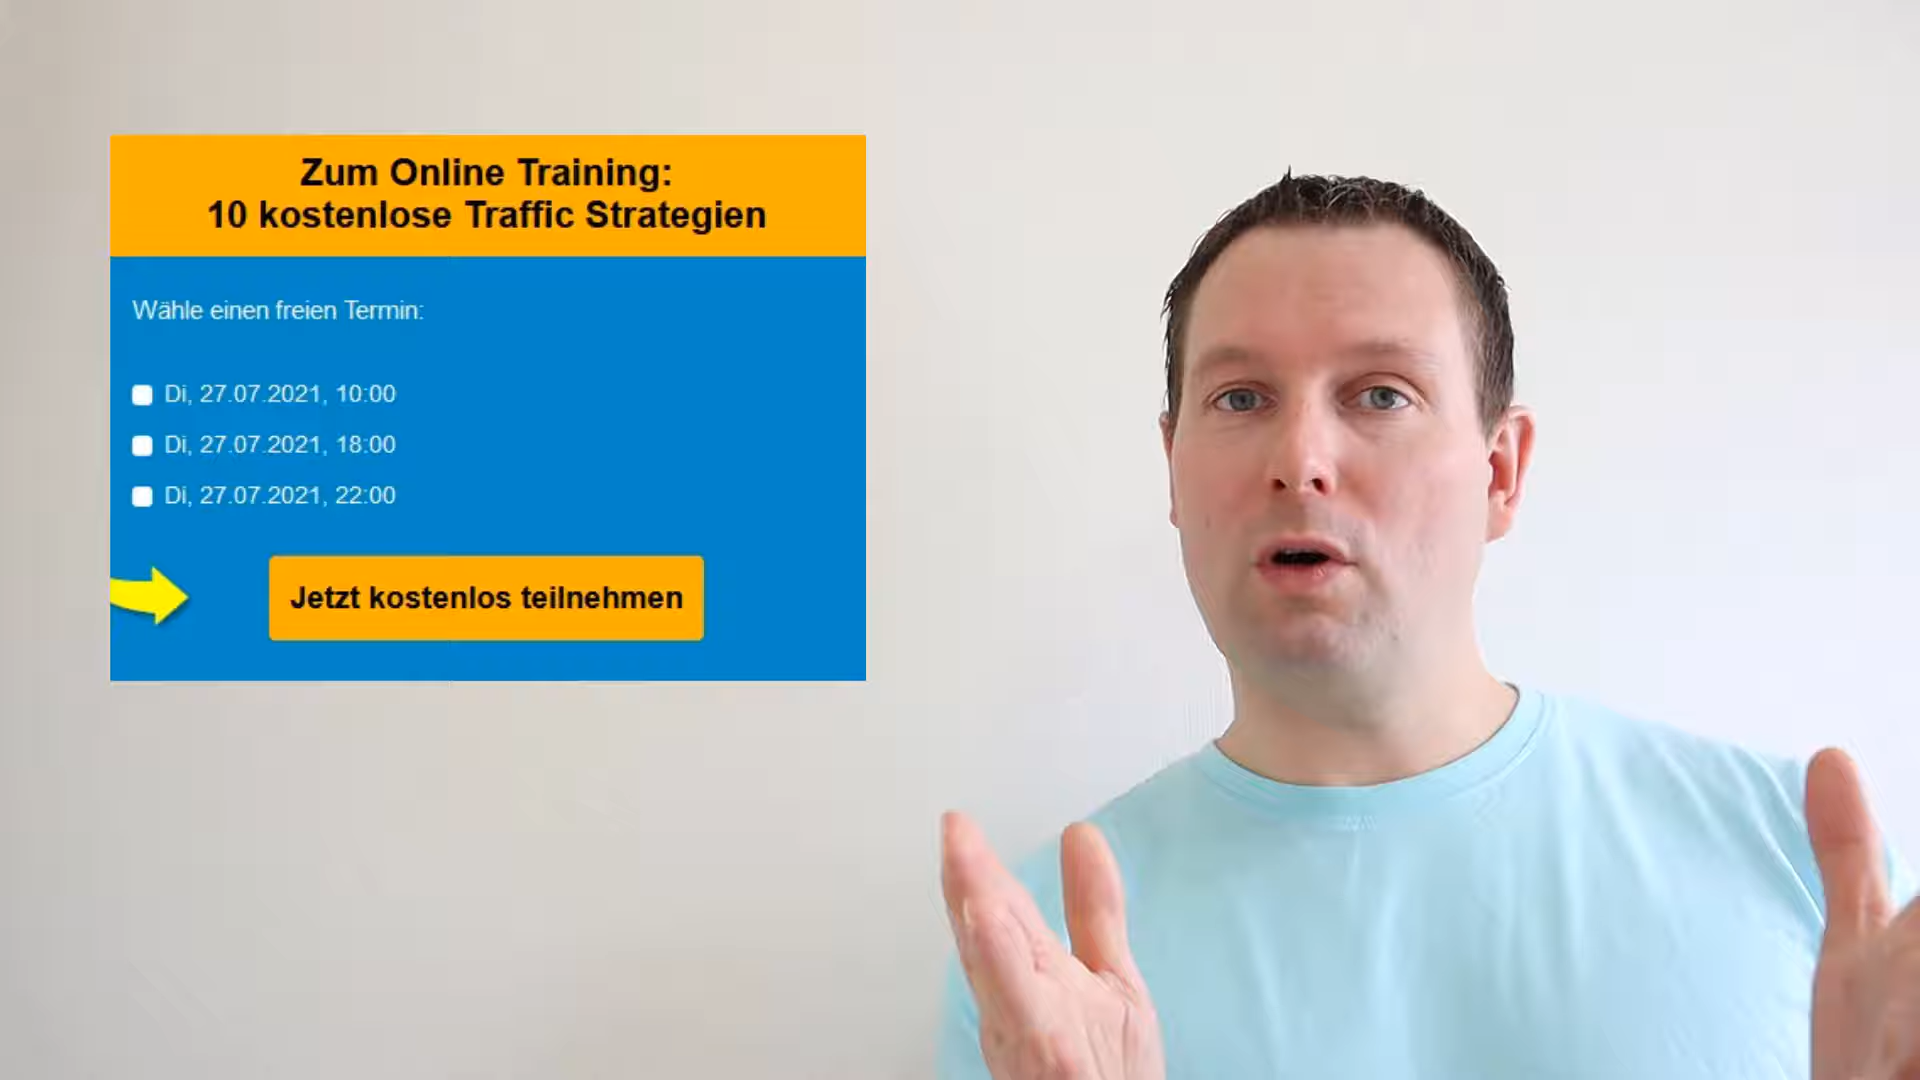 Zum Online Training:
10 kostenlose Traffic Strategien
Wähle einen freien Termin:
Di, 27.07.2021, 10:00
Di, 27.07.2021, 18:00
Di, 27.07.2021, 22:00
Jetzt kostenlos teilnehmen